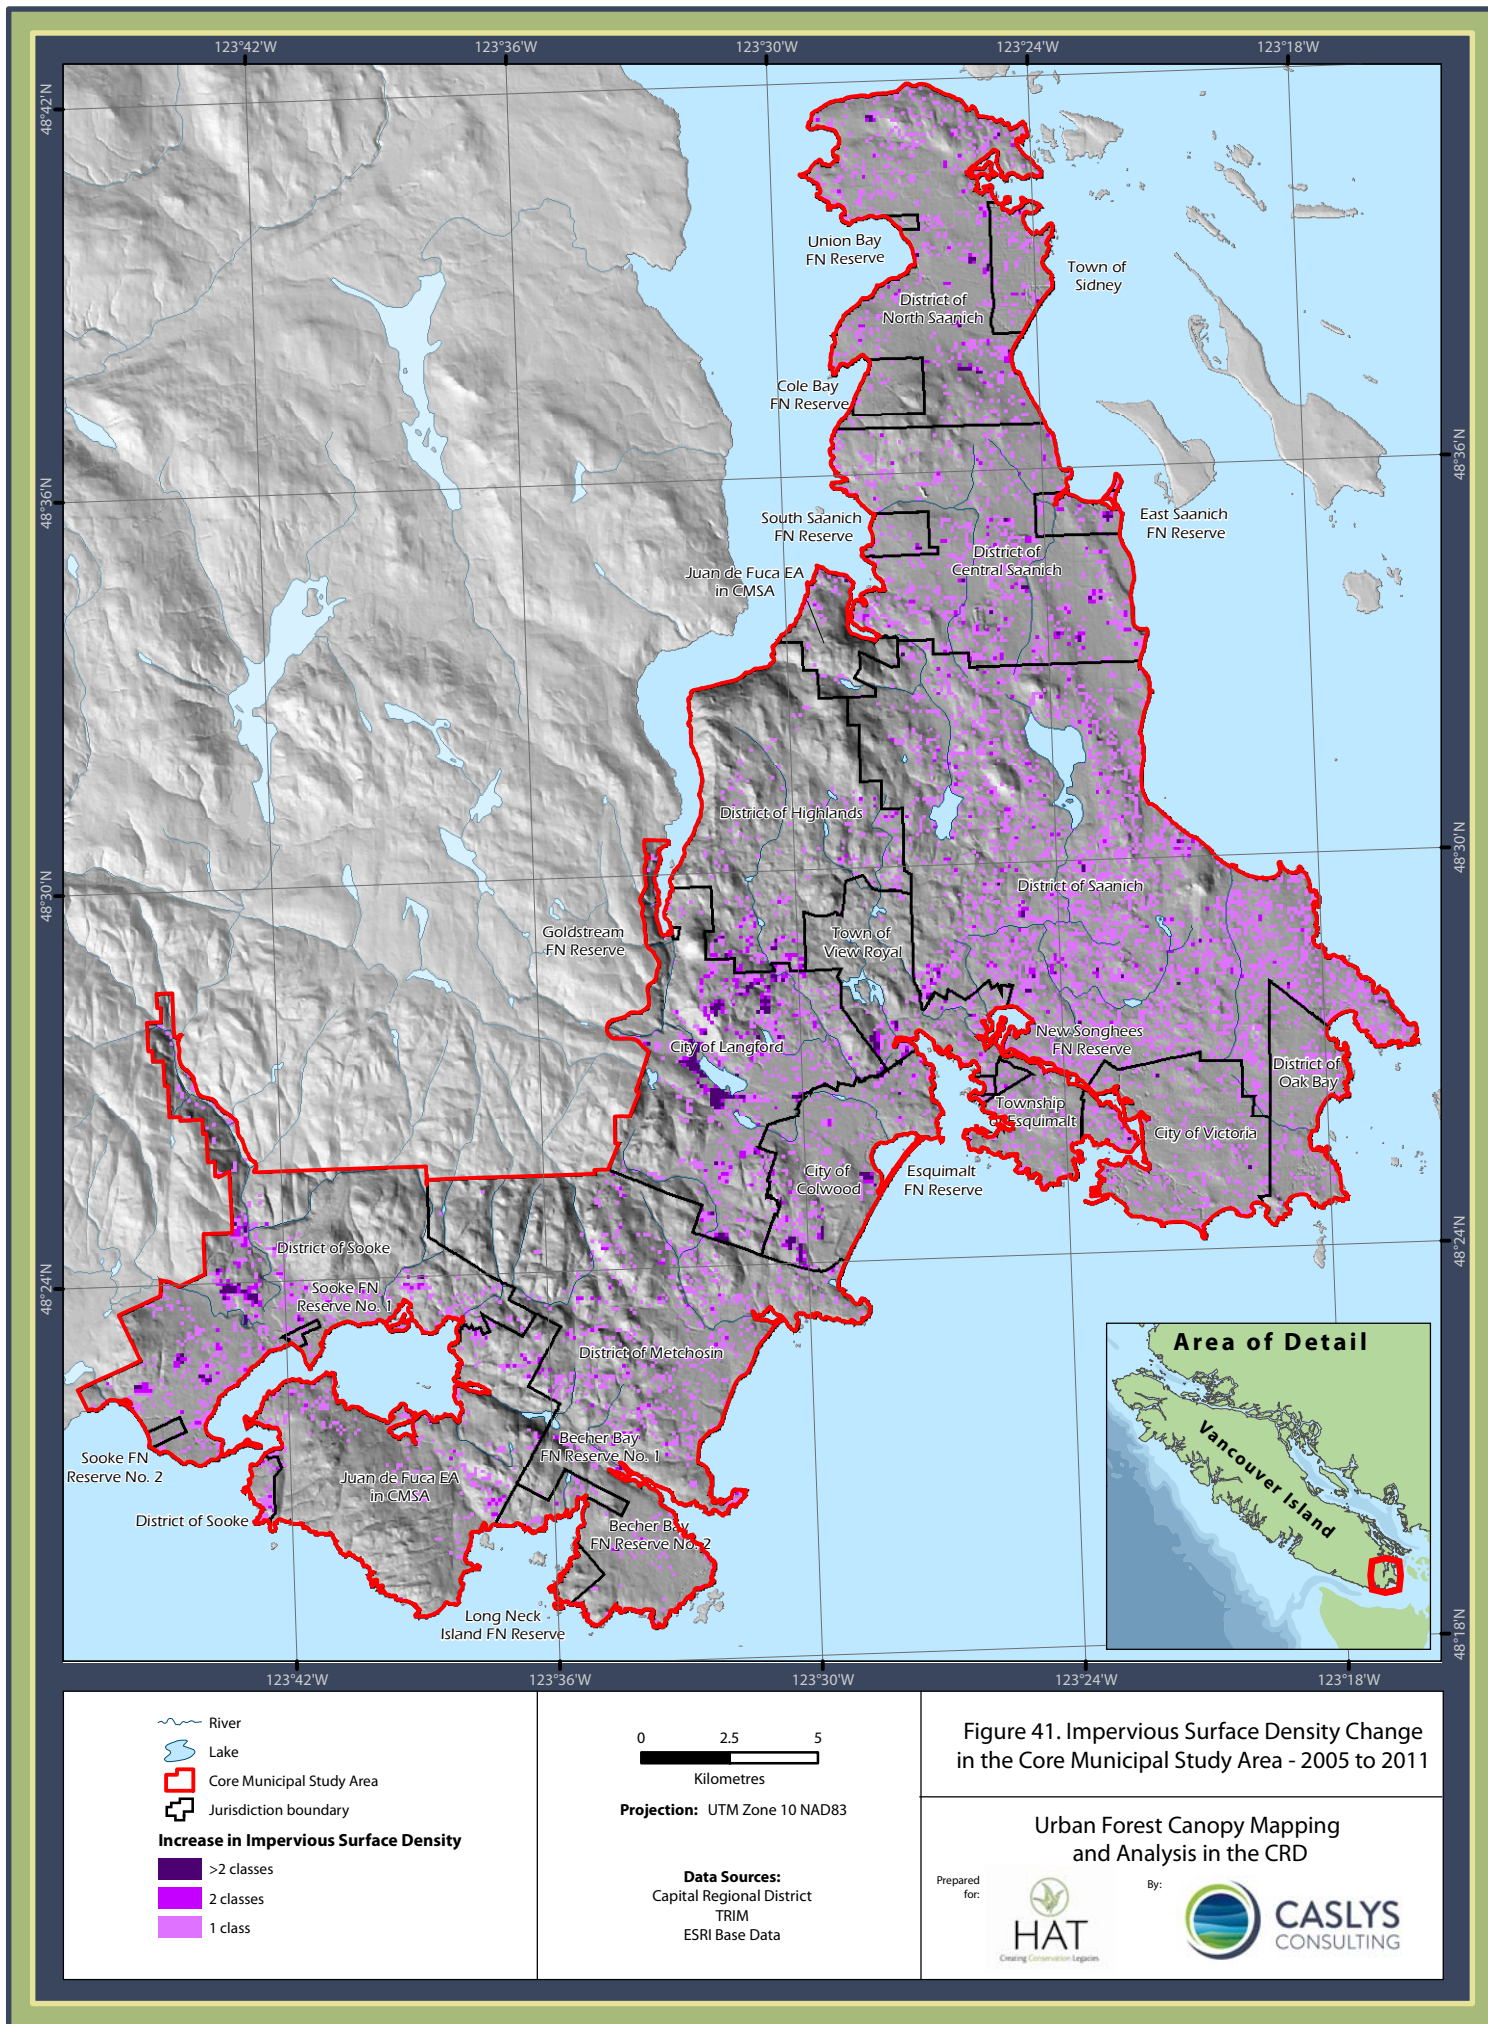 123°42'W
123°36'W
123°30'W
123°24'W
123°18'W
48°42'N
48°36'N
48°30'N
48°24'N
48°36'N
48°30'N
48°24'N
48°18'N
Union Bay
FN Reserve
Town of
Sidney
District of
North Saanich
Cole Bay
FN Reserve
South Saanich
FN Reserve
East Saanich
FN Reserve
District of
Central Saanich
Juan de Fuca EA
in CMSA
District of Highlands
District of Saanich
Goldstream
FN Reserve
Town of
View Royal
City of Langford
New Songhees
FN Reserve
District of
Oak Bay
Township
of Esquimalt
City of Victoria
City of
Colwood
Esquimalt
FN Reserve
District of Sooke
Sooke FN
Reserve No. 1
District of Metchosin
Becher Bay
FN Reserve No. 1
Sooke FN
Reserve No. 2
Juan de Fuca EA
in CMSA
District of Sooke
Becher Bay
FN Reserve No. 2
Long Neck
Island FN Reserve
Area of Detail
Vancouver Island
123°42'W
123°36'W
123°30'W
123°24'W
123°18'W
River
Lake
Core Municipal Study Area
Jurisdiction boundary
Increase in Impervious Surface Density
>2 classes
2 classes
1 class
0 2.5 5
Kilometres
Projection: UTM Zone 10 NAD83
Data Sources:
Capital Regional District
TRIM
ESRI Base Data
Figure 41. Impervious Surface Density Change
in the Core Municipal Study Area - 2005 to 2011
Urban Forest Canopy Mapping
and Analysis in the CRD
Prepared
for:
HAT
Creating Conservation Legacies
By:
CASLYS
CONSULTING